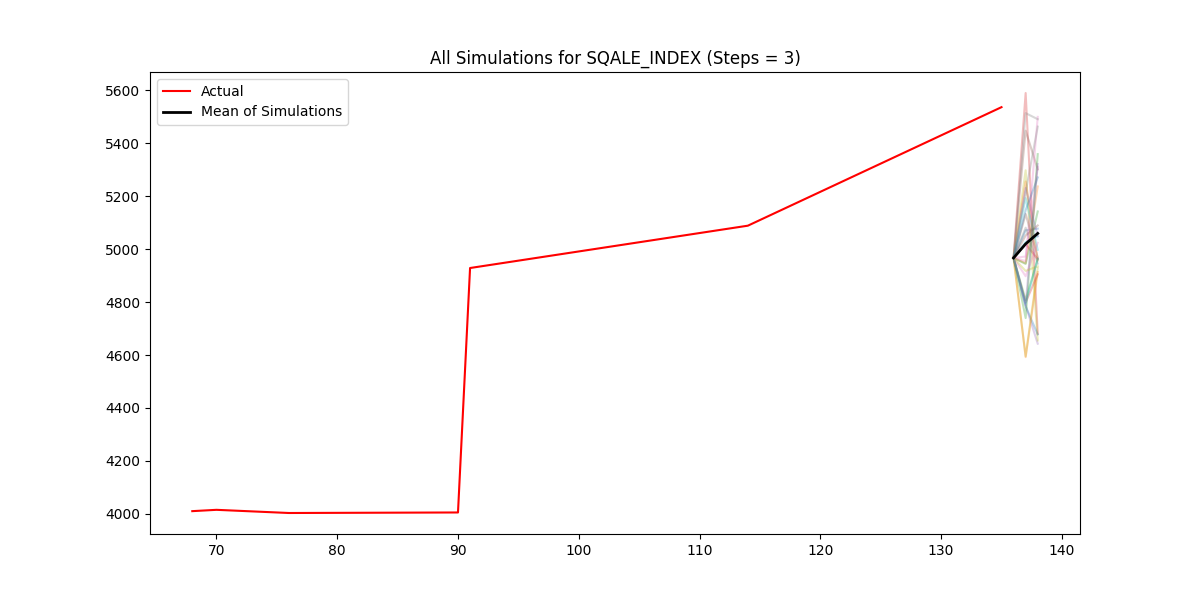 All Simulations for SQALE_INDEX (Steps = 3)
Actual
Mean of Simulations
5600
5400
5200
5000
4800
4600
4400
4200
4000
70 80 90 100 110 120 130 140